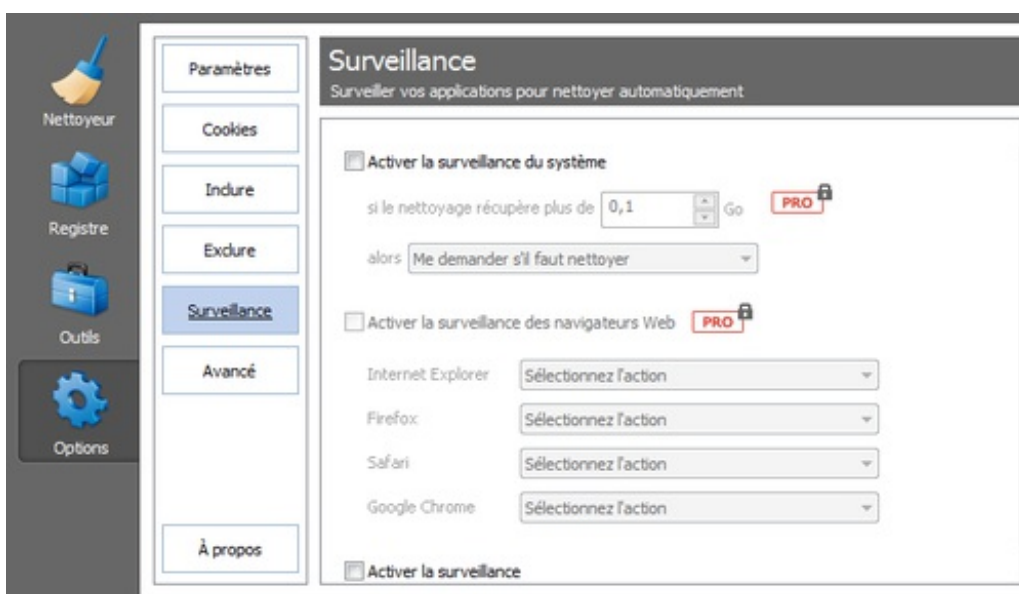 Nettoyeur
Registre
Outils
Options
Paramètres
Cookies
Inclure
Exclure
Surveillance
Avancé
À propos
Surveillance
Surveiller vos applications pour nettoyer automatiquement
Activer la surveillance du système
si le nettoyage récupère plus de 0,1 Go PRO
alors Me demander s'il faut nettoyer
Activer la surveillance des navigateurs Web PRO
Internet Explorer Sélectionnez l'action
Firefox Sélectionnez l'action
Safari Sélectionnez l'action
Google Chrome Sélectionnez l'action
Activer la surveillance